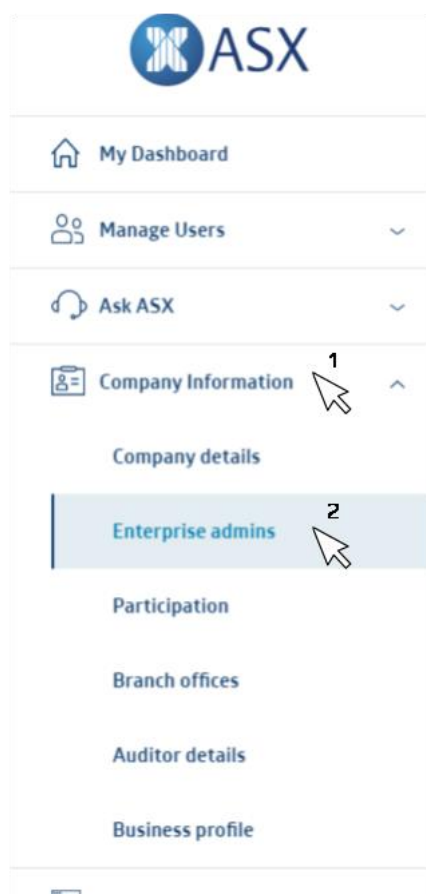 ASX
My Dashboard
Manage Users
Ask ASX
Company Information
1
Company details
Enterprise admins
2
Participation
Branch offices
Auditor details
Business profile